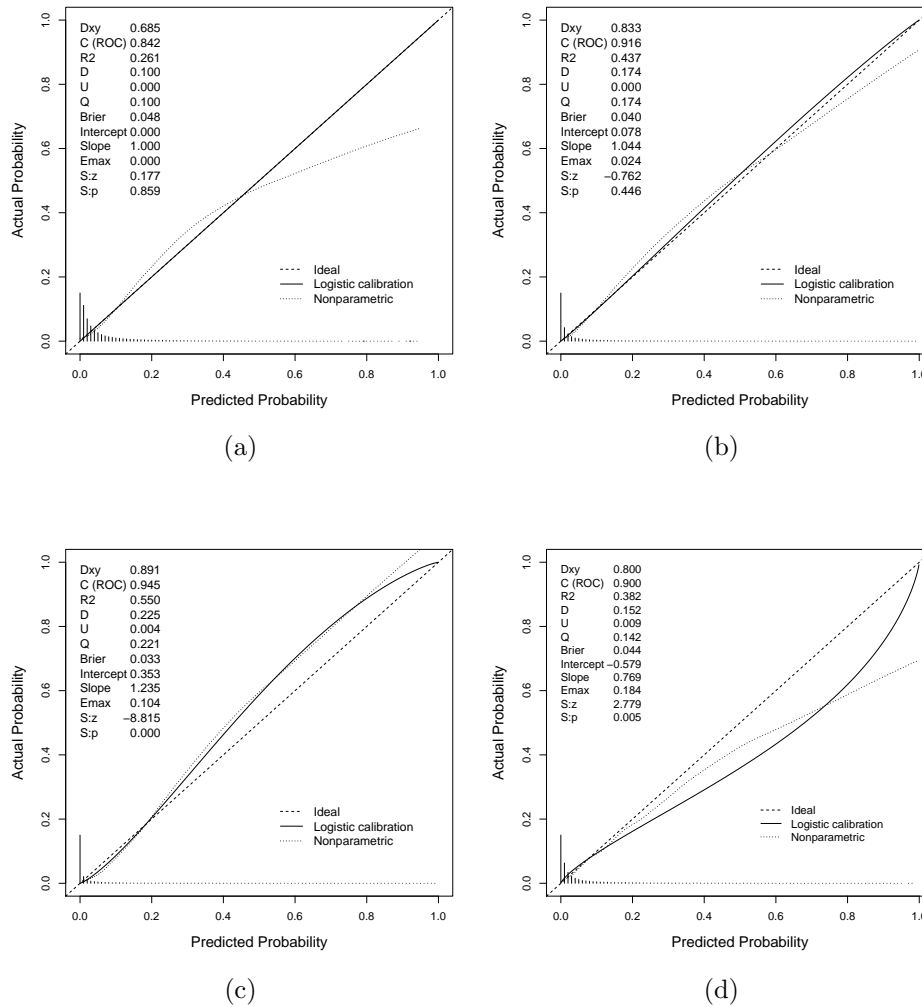 Dxy 0.685
C (ROC) 0.842
R2 0.261
D 0.100
U 0.000
Q 0.100
Brier 0.048
Intercept 0.000
Slope 1.000
Emax 0.000
S:z 0.177
S:p 0.859
Actual Probability
0.0 0.2 0.4 0.6 0.8 1.0
Ideal
Logistic calibration
Nonparametric
0.0 0.2 0.4 0.6 0.8 1.0
Predicted Probability
(a)
Dxy 0.833
C (ROC) 0.916
R2 0.437
D 0.174
U 0.000
Q 0.174
Brier 0.040
Intercept 0.078
Slope 1.044
Emax 0.024
S:z −0.762
S:p 0.446
Actual Probability
0.0 0.2 0.4 0.6 0.8 1.0
Ideal
Logistic calibration
Nonparametric
0.0 0.2 0.4 0.6 0.8 1.0
Predicted Probability
(b)
Dxy 0.891
C (ROC) 0.945
R2 0.550
D 0.225
U 0.004
Q 0.221
Brier 0.033
Intercept 0.353
Slope 1.235
Emax 0.104
S:z −8.815
S:p 0.000
Actual Probability
0.0 0.2 0.4 0.6 0.8 1.0
Ideal
Logistic calibration
Nonparametric
0.0 0.2 0.4 0.6 0.8 1.0
Predicted Probability
(c)
Dxy 0.800
C (ROC) 0.900
R2 0.382
D 0.152
U 0.009
Q 0.142
Brier 0.044
Intercept −0.579
Slope 0.769
Emax 0.184
S:z 2.779
S:p 0.005
Actual Probability
0.0 0.2 0.4 0.6 0.8 1.0
Ideal
Logistic calibration
Nonparametric
0.0 0.2 0.4 0.6 0.8 1.0
Predicted Probability
(d)